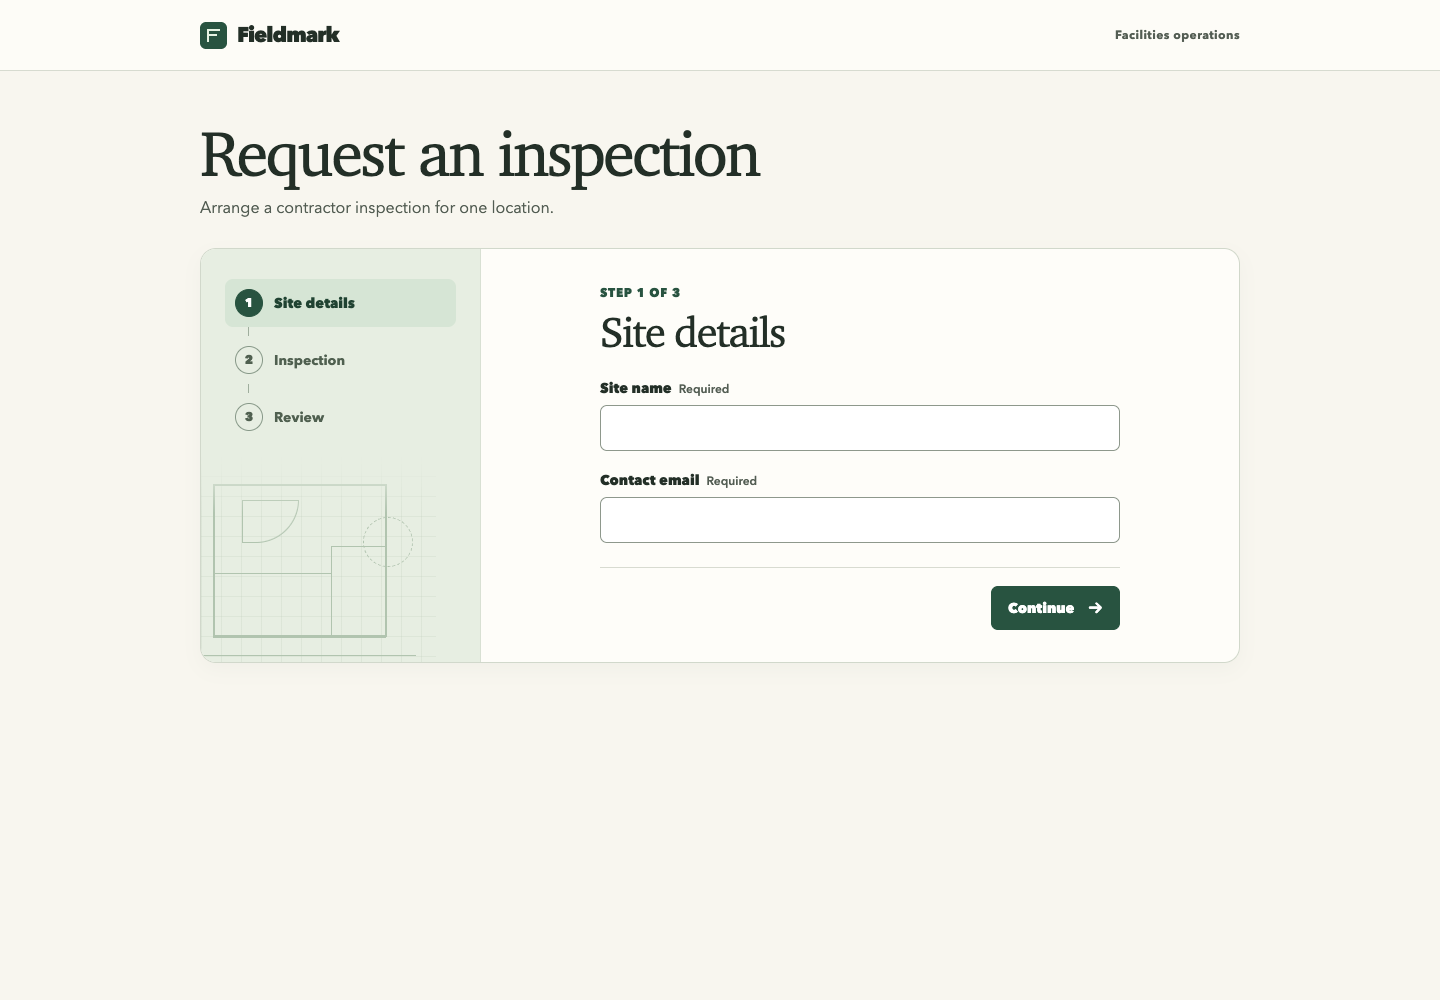 Fieldmark
Facilities operations
Request an inspection
Arrange a contractor inspection for one location.
1 Site details
2 Inspection
3 Review
STEP 1 OF 3
Site details
Site name Required
Contact email Required
Continue →